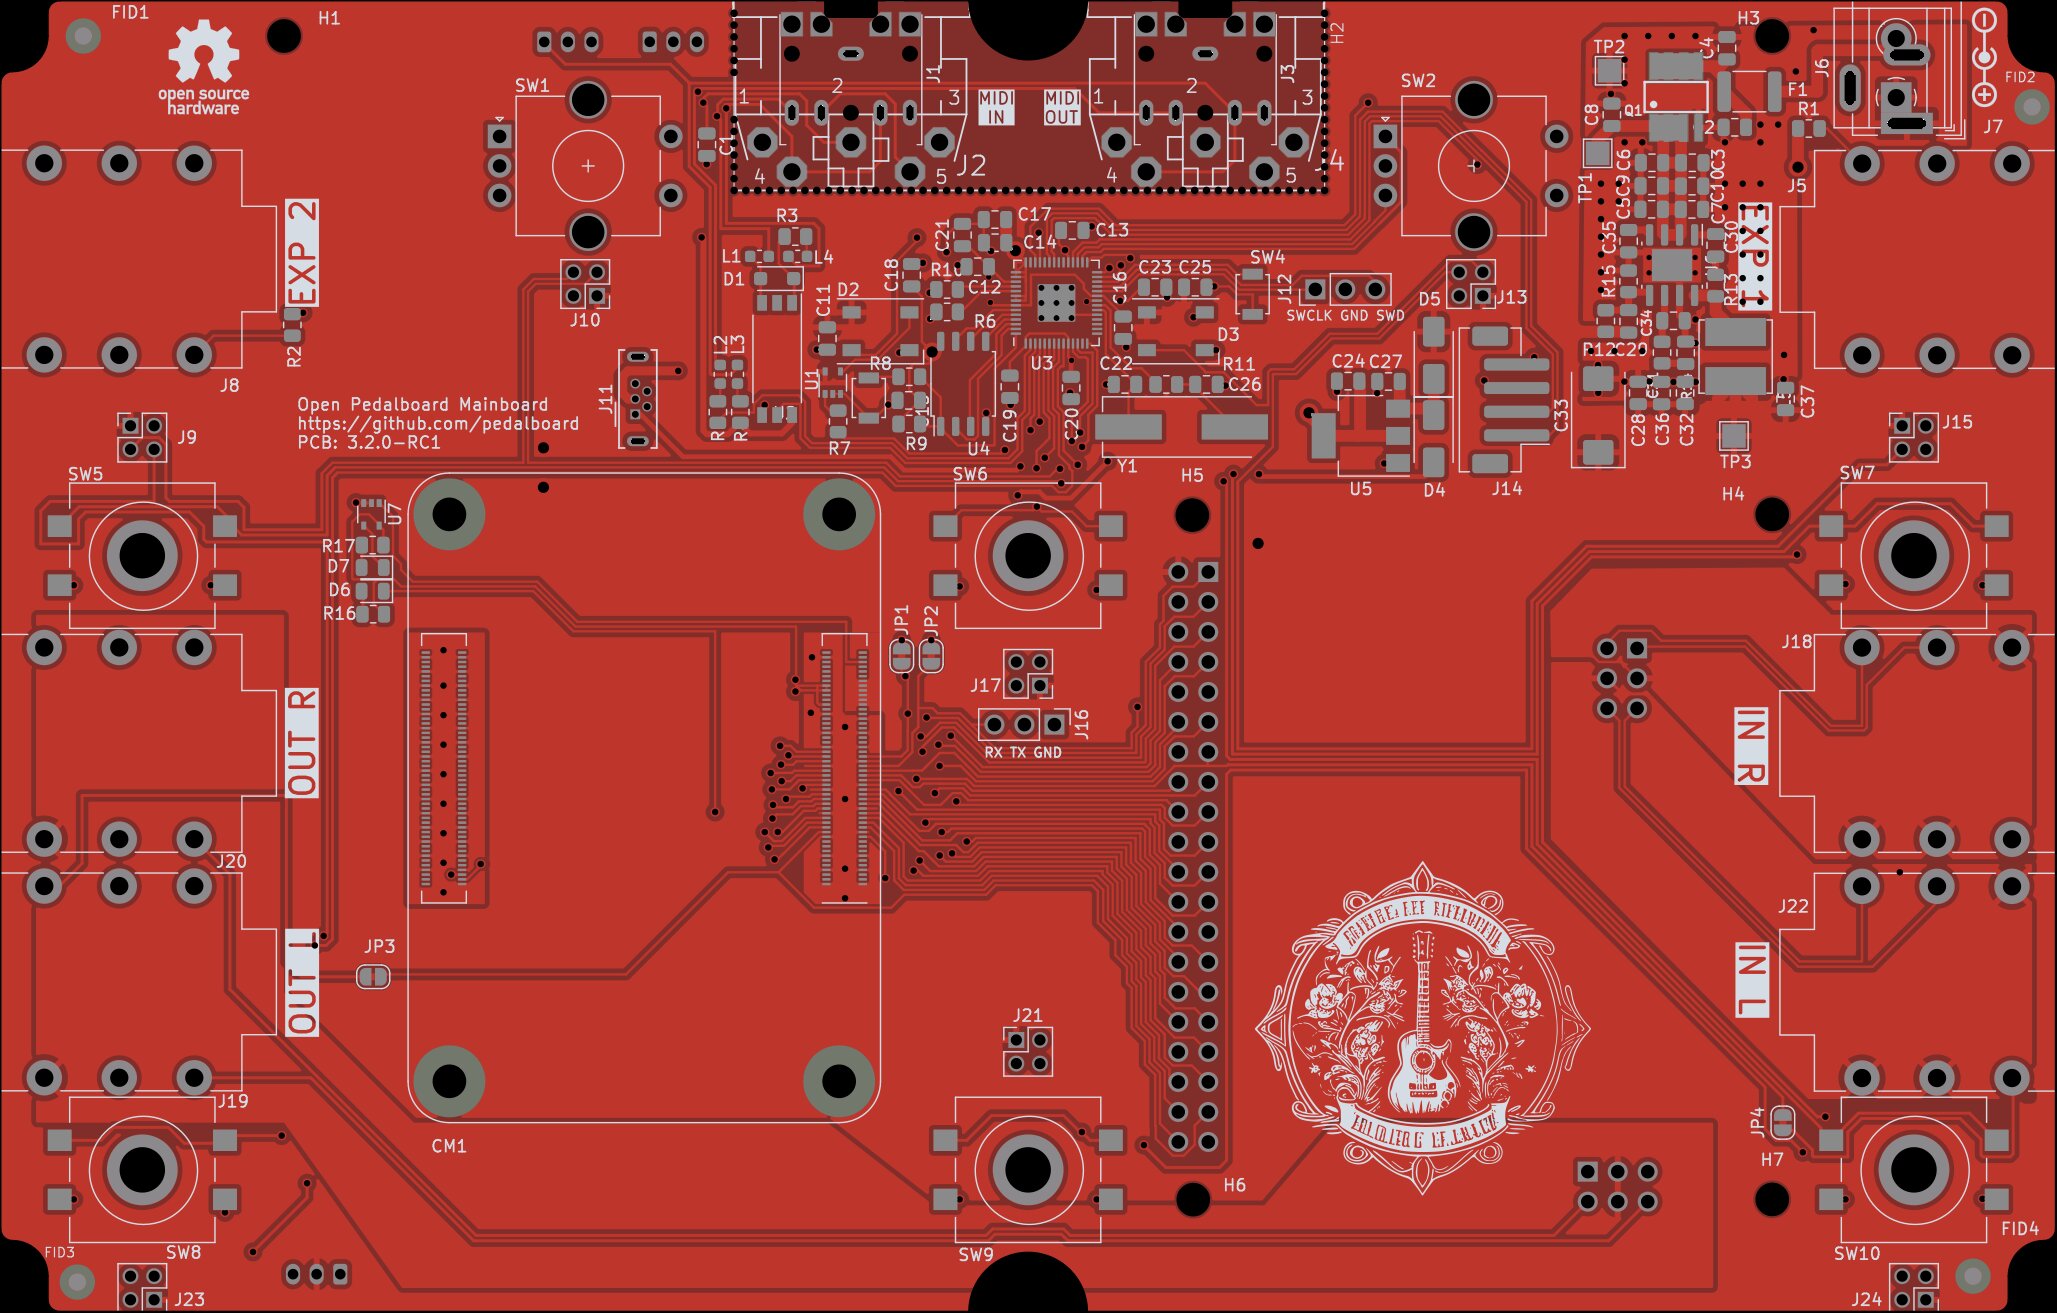 FID1
H1
open source
hardware
SW1
C1
1
2
3
J1
4
5
J2
MIDI
IN
MIDI
OUT
1
2
3
J3
4
5
H2
SW2
TP2
C8
TP1
C4
Q1
H3
F1
R1
J6
FID2
J7
J5
C6
C9
C5
C3
C10
C7
C35
C30
R15
R13
EXP 1
EXP 2
R2
J8
J10
R3
L1
L4
D1
D2
C11
C18
C21
C17
C14
C13
C12
R6
C16
C23
C25
SW4
J12
SWCLK GND SWD
D5
J13
U3
D3
R11
C22
C26
C24
C27
L2
L3
U1
R8
R7
R9
U4
C19
C20
Y1
U5
D4
J14
C33
C34
C28
C36
C32
C37
TP3
J11
Open Pedalboard Mainboard
https://github.com/pedalboard
PCB: 3.2.0-RC1
J9
J15
SW5
SW6
H5
H4
SW7
U7
R17
D7
D6
R16
JP1
JP2
J17
J16
RX TX GND
J18
OUT R
IN R
J20
J22
OUT L
IN L
JP3
J21
J19
CM1
JP4
H7
H6
FID3
SW8
SW9
SW10
FID4
J23
J24